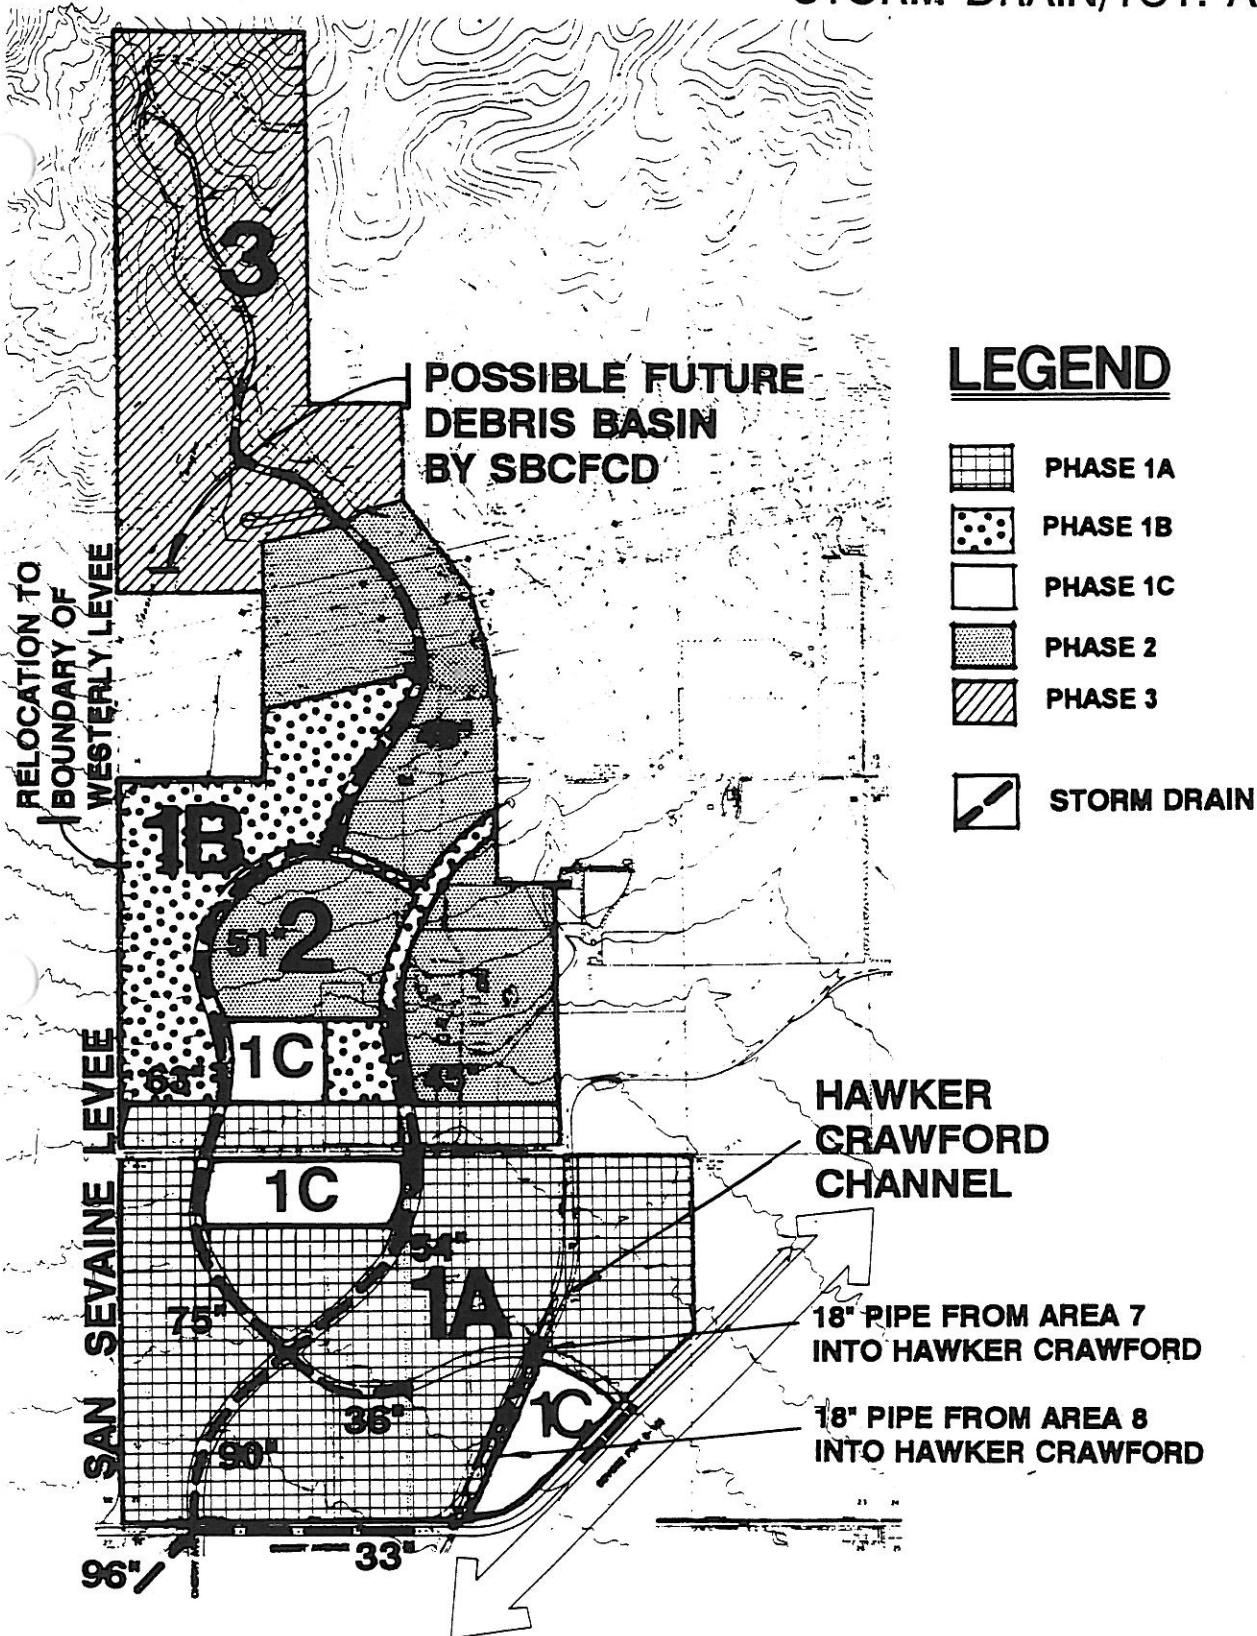 STORM DRAIN/
3
POSSIBLE FUTURE
DEBRIS BASIN
BY SBCFCD
LEGEND
PHASE 1A
PHASE 1B
PHASE 1C
PHASE 2
PHASE 3
STORM DRAIN
RELOCATION TO
BOUNDARY OF
WESTERLY LEVEE
1B
51"
2
1C
45"
SAN SEVAINE LEVEE
1C
54"
1A
75"
36"
90"
1C
HAWKER
CRAWFORD
CHANNEL
18" PIPE FROM AREA 7
INTO HAWKER CRAWFORD
18" PIPE FROM AREA 8
INTO HAWKER CRAWFORD
33"
96"
23 24